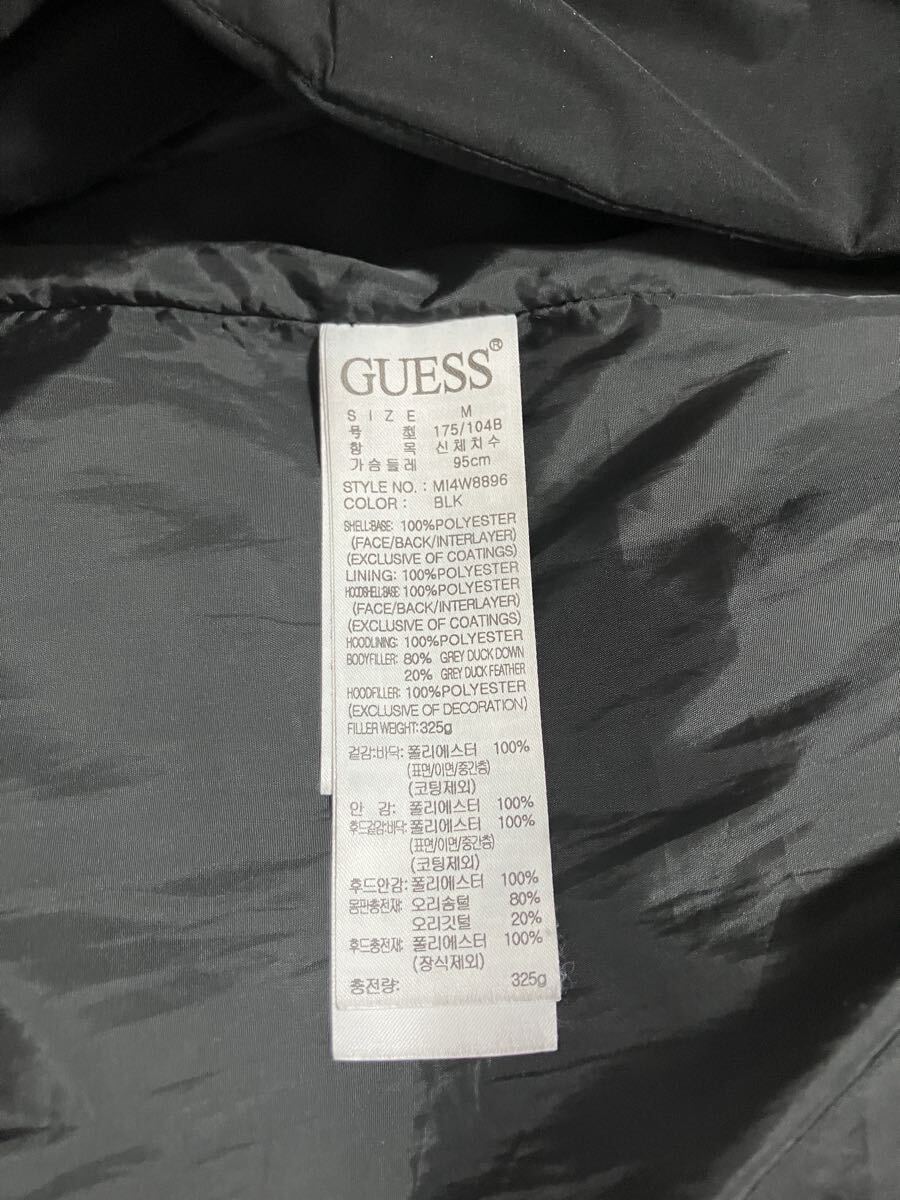 GUESS®
SIZE M
号 型 175/104B
항 목 신체치수
가슴둘레 95cm
STYLE NO. : MI4W8896
COLOR : BLK
SHELL:BASE: 100%POLYESTER
(FACE/BACK/INTERLAYER)
(EXCLUSIVE OF COATINGS)
LINING: 100%POLYESTER
HOODSHELL:BASE: 100%POLYESTER
(FACE/BACK/INTERLAYER)
(EXCLUSIVE OF COATINGS)
HOODLINING: 100%POLYESTER
BODYFILLER: 80% GREY DUCK DOWN
20% GREY DUCK FEATHER
HOODFILLER: 100%POLYESTER
(EXCLUSIVE OF DECORATION)
FILLER WEIGHT:325g
겉감:바닥: 폴리에스터 100%
(표면/이면/중간층)
(코팅제외)
안 감: 폴리에스터 100%
후드겉감:바닥: 폴리에스터 100%
(표면/이면/중간층)
(코팅제외)
후드안감: 폴리에스터 100%
몸판충전재: 오리솜털 80%
오리깃털 20%
후드충전재: 폴리에스터 100%
(장식제외)
충전량: 325g